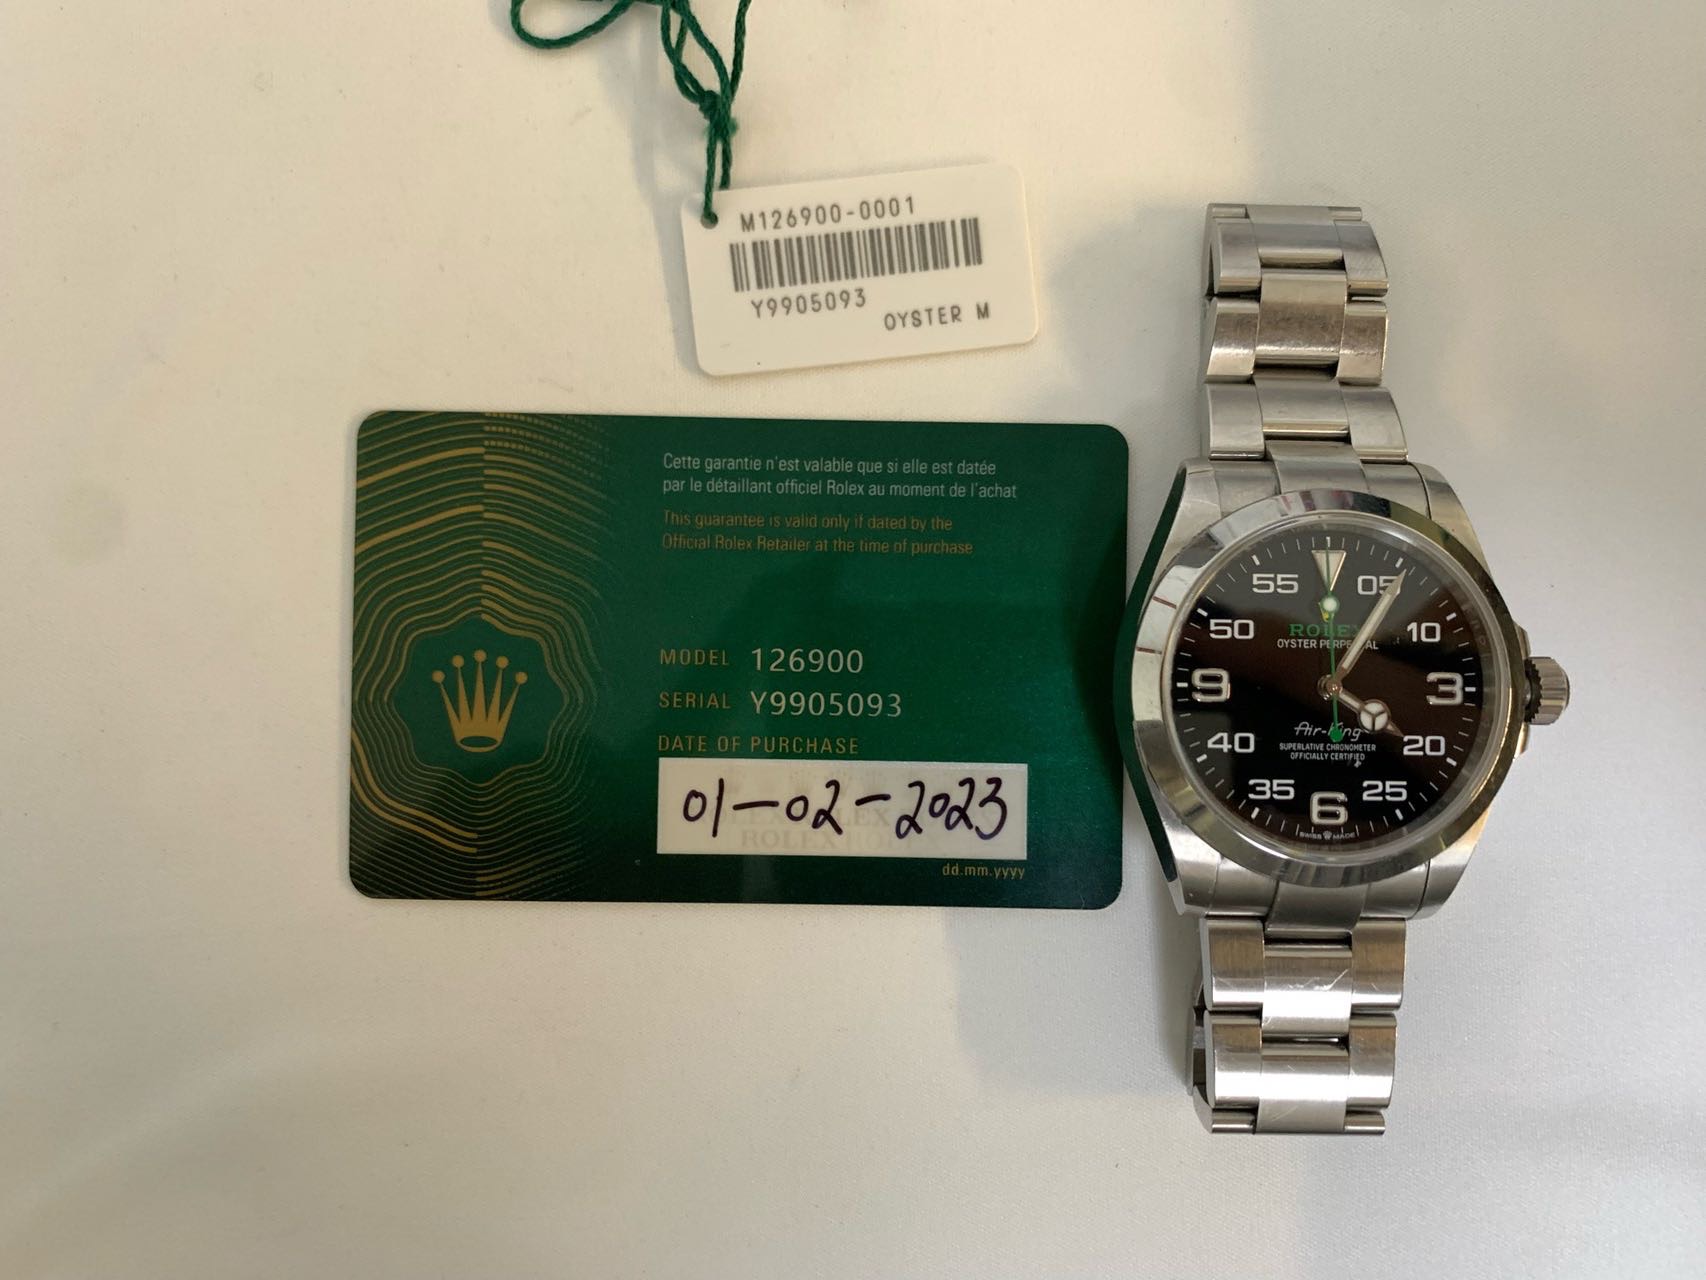 M126900-0001
Y9905093
OYSTER M
Cette garantie n'est valable que si elle est datée
par le détaillant officiel Rolex au moment de l'achat
This guarantee is valid only if dated by the
Official Rolex Retailer at the time of purchase
MODEL 126900
SERIAL Y9905093
DATE OF PURCHASE
01-02-2023
ROLEX
dd.mm.yyyy
55 05
50 10
ROLEX
OYSTER PERPETUAL
9 3
Air-King
SUPERLATIVE CHRONOMETER
OFFICIALLY CERTIFIED
40 20
35 25
6
SWISS MADE